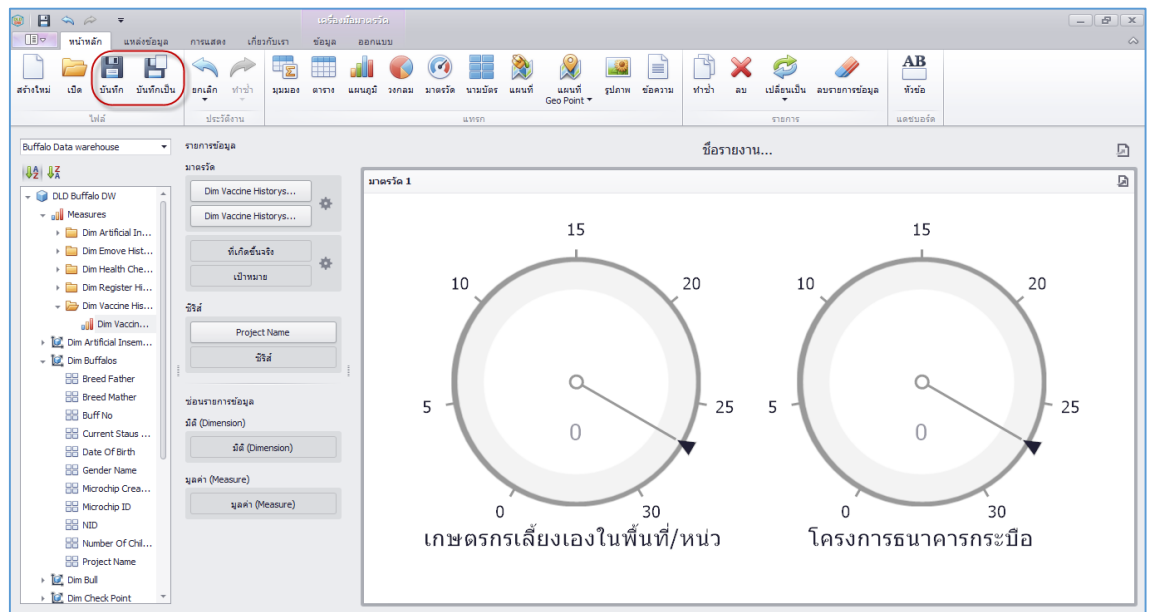 เครื่องมือมาตรวัด
หน้าหลัก แหล่งข้อมูล การแสดง เกี่ยวกับเรา ข้อมูล ออกแบบ
สร้างใหม่ เปิด บันทึก บันทึกเป็น ยกเลิก ทำซ้ำ มุมมอง ตาราง แผนภูมิ วงกลม มาตรวัด นามบัตร แผนที่ แผนที่ Geo Point รูปภาพ ข้อความ ทำซ้ำ ลบ เปลี่ยนเป็น ลบรายการข้อมูล AB หัวข้อ
ไฟล์ ประวัติงาน แทรก รายการ แดชบอร์ด
Buffalo Data warehouse
DLD Buffalo DW
Measures
Dim Artificial In...
Dim Emove Hist...
Dim Health Che...
Dim Register Hi...
Dim Vaccine His...
Dim Vaccin...
Dim Artificial Insem...
Dim Buffalos
Breed Father
Breed Mather
Buff No
Current Staus ...
Date Of Birth
Gender Name
Microchip Crea...
Microchip ID
NID
Number Of Chil...
Project Name
Dim Bull
Dim Check Point
รายการข้อมูล
มาตรวัด
Dim Vaccine Historys...
Dim Vaccine Historys...
ที่เกิดขึ้นจริง
เป้าหมาย
ซีรีส์
Project Name
ซีรีส์
ซ่อนรายการข้อมูล
มิติ (Dimension)
มิติ (Dimension)
มูลค่า (Measure)
มูลค่า (Measure)
ชื่อรายงาน...
มาตรวัด 1
15 15
10 20 10 20
5 25 5 25
0 0
0 30 0 30
เกษตรกรเลี้ยงเองในพื้นที่/หน่ว โครงการธนาคารกระบือ